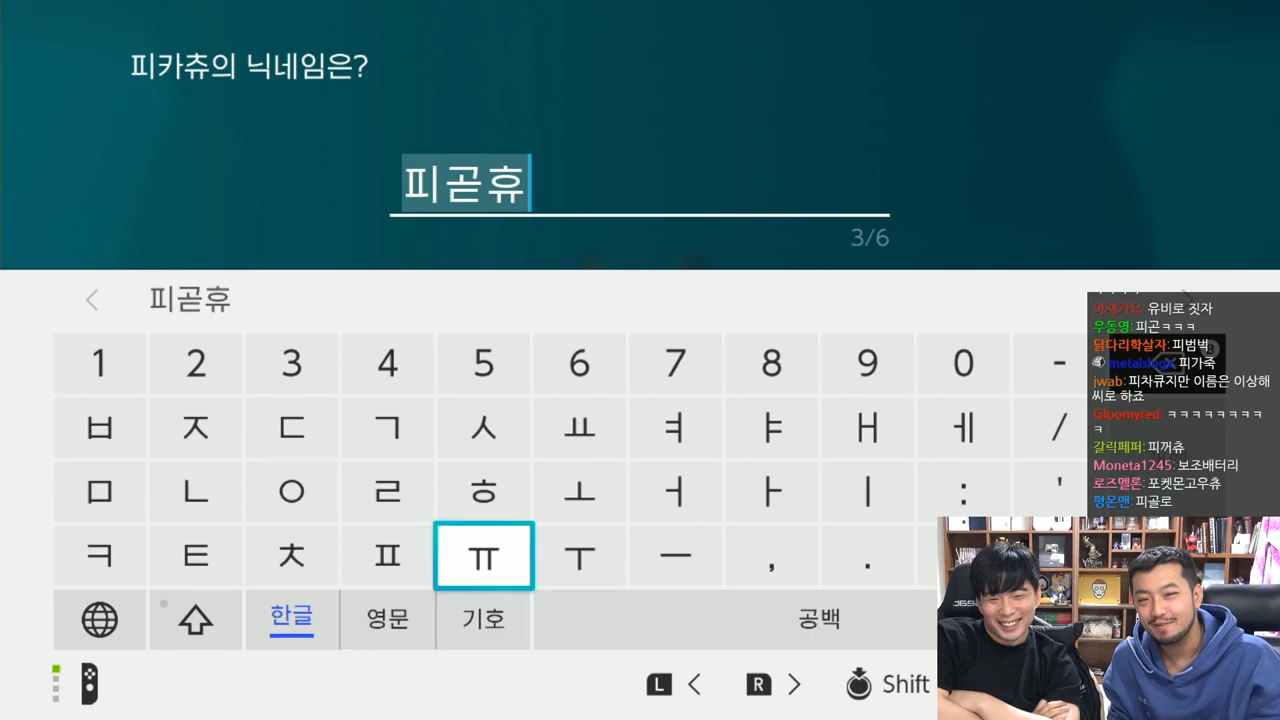 피카츄의 닉네임은?
피곧휴
3/6
피곧휴
1 2 3 4 5 6 7 8 9 0 -
ㅂ ㅈ ㄷ ㄱ ㅅ ㅛ ㅕ ㅑ ㅐ ㅔ /
ㅁ ㄴ ㅇ ㄹ ㅎ ㅗ ㅓ ㅏ ㅣ : '
ㅋ ㅌ ㅊ ㅍ ㅠ ㅜ ㅡ , .
한글 영문 기호 공백
L R Shift
유비로 짓자
우동영: 피곤ㅋㅋㅋ
닭다리학살자: 피범벅
피가죽
jwab: 피차큐지만 이름은 이상해
씨로 하죠
Gloomyred: ㅋㅋㅋㅋㅋㅋㅋㅋ
ㅋ
갈릭페퍼: 피꺼츄
Moneta1245: 보조배터리
로즈멜론: 포켓몬고우츄
평온맨: 피골로